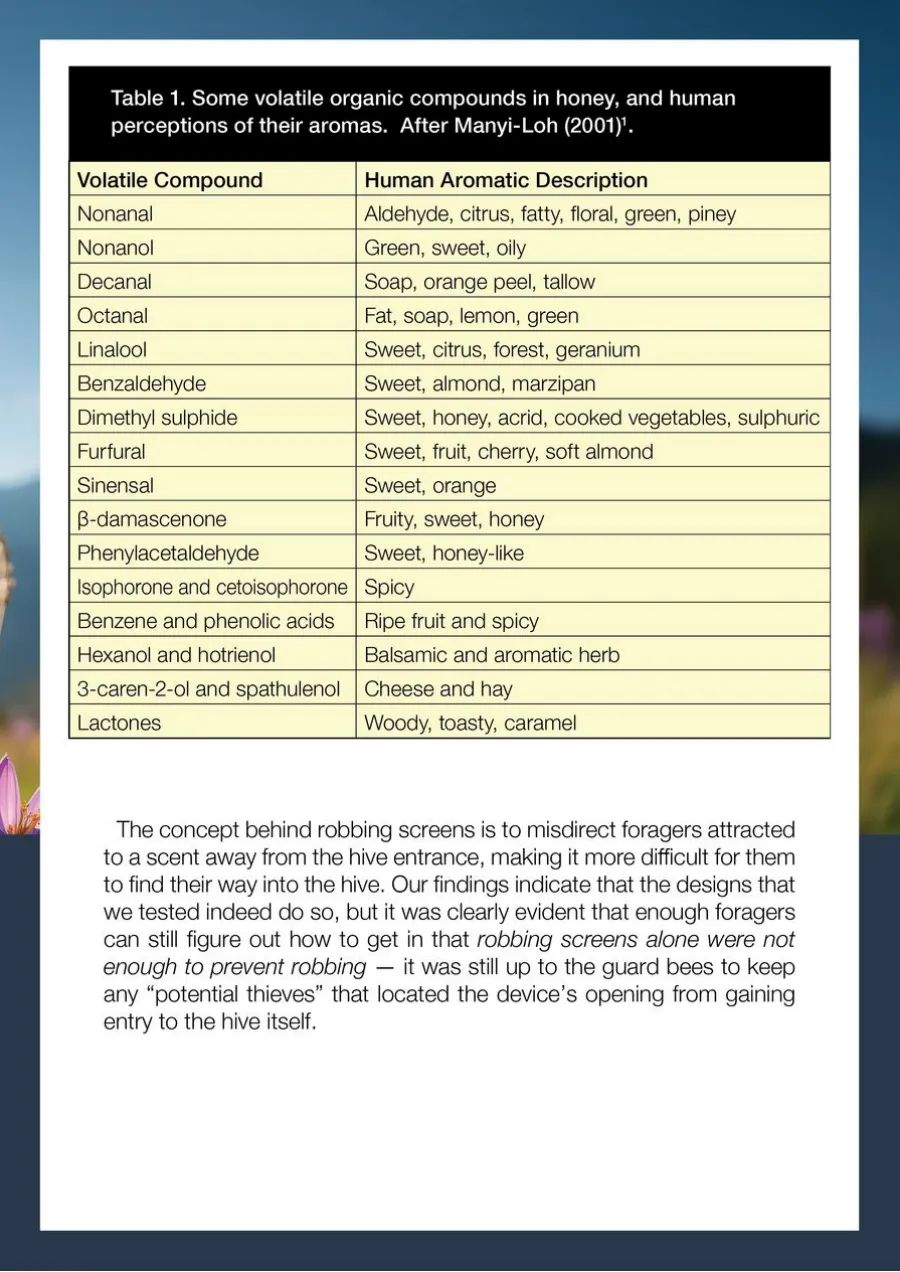 Table 1. Some volatile organic compounds in honey, and human
perceptions of their aromas. After Manyi-Loh (2001)¹.
Volatile Compound Human Aromatic Description
Nonanal Aldehyde, citrus, fatty, floral, green, piney
Nonanol Green, sweet, oily
Decanal Soap, orange peel, tallow
Octanal Fat, soap, lemon, green
Linalool Sweet, citrus, forest, geranium
Benzaldehyde Sweet, almond, marzipan
Dimethyl sulphide Sweet, honey, acrid, cooked vegetables, sulphuric
Furfural Sweet, fruit, cherry, soft almond
Sinensal Sweet, orange
β-damascenone Fruity, sweet, honey
Phenylacetaldehyde Sweet, honey-like
Isophorone and cetoisophorone Spicy
Benzene and phenolic acids Ripe fruit and spicy
Hexanol and hotrienol Balsamic and aromatic herb
3-caren-2-ol and spathulenol Cheese and hay
Lactones Woody, toasty, caramel
The concept behind robbing screens is to misdirect foragers attracted
to a scent away from the hive entrance, making it more difficult for them
to find their way into the hive. Our findings indicate that the designs that
we tested indeed do so, but it was clearly evident that enough foragers
can still figure out how to get in that robbing screens alone were not
enough to prevent robbing — it was still up to the guard bees to keep
any “potential thieves” that located the device’s opening from gaining
entry to the hive itself.